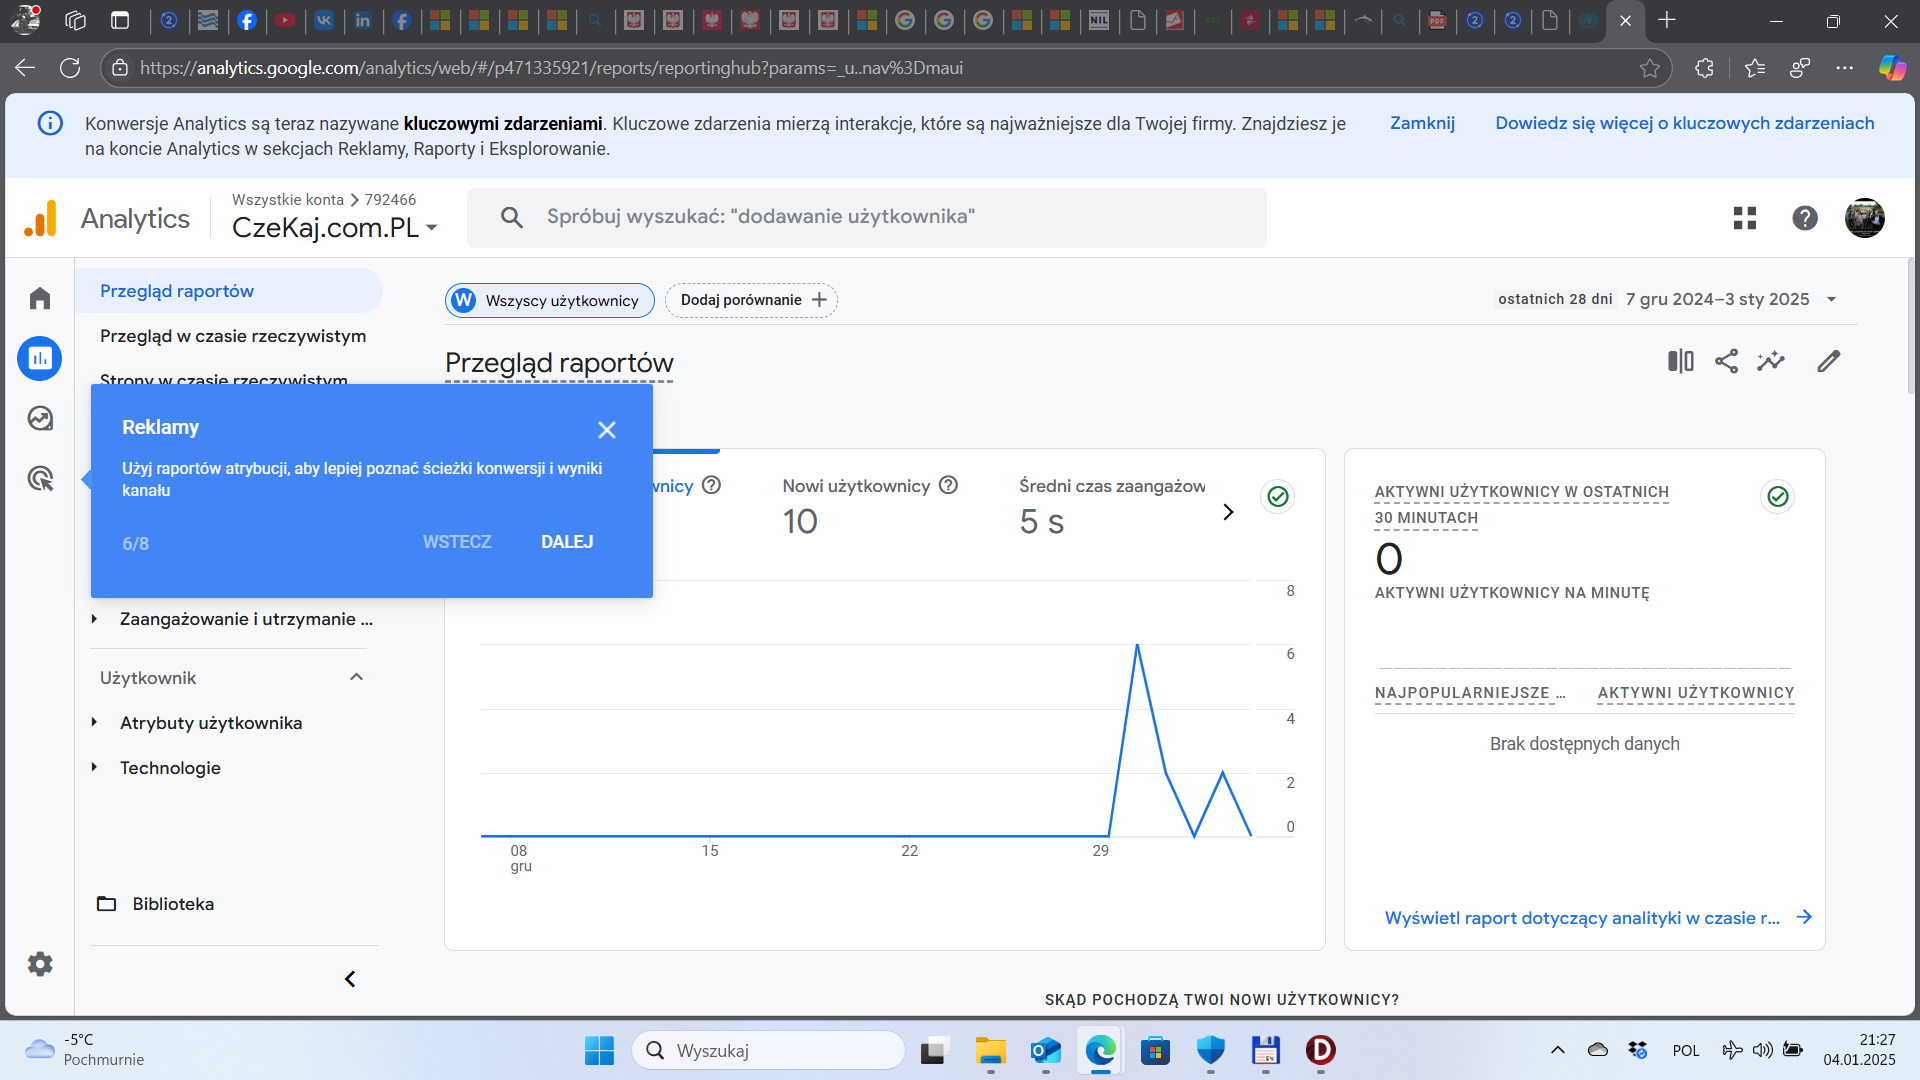 https://analytics.google.com/analytics/web/#/p471335921/reports/reportinghub?params=_u..nav%3Dmaui
Konwersje Analytics są teraz nazywane kluczowymi zdarzeniami. Kluczowe zdarzenia mierzą interakcje, które są najważniejsze dla Twojej firmy. Znajdziesz je
na koncie Analytics w sekcjach Reklamy, Raporty i Eksplorowanie.
Zamknij
Dowiedz się więcej o kluczowych zdarzeniach
Analytics
Wszystkie konta > 792466
CzeKaj.com.PL
Spróbuj wyszukać: "dodawanie użytkownika"
Przegląd raportów
Przegląd w czasie rzeczywistym
Strony w czasie rzeczywistym
Reklamy
Użyj raportów atrybucji, aby lepiej poznać ścieżki konwersji i wyniki
kanału
6/8
WSTECZ
DALEJ
Zaangażowanie i utrzymanie ...
Użytkownik
Atrybuty użytkownika
Technologie
Biblioteka
W Wszyscy użytkownicy
Dodaj porównanie +
ostatnich 28 dni 7 gru 2024–3 sty 2025
Przegląd raportów
wnicy
Nowi użytkownicy
10
Średni czas zaangażow
5 s
8
6
4
2
0
08
gru
15
22
29
AKTYWNI UŻYTKOWNICY W OSTATNICH
30 MINUTACH
0
AKTYWNI UŻYTKOWNICY NA MINUTĘ
NAJPOPULARNIEJSZE ...
AKTYWNI UŻYTKOWNICY
Brak dostępnych danych
Wyświetl raport dotyczący analityki w czasie r...
SKĄD POCHODZĄ TWOI NOWI UŻYTKOWNICY?
-5°C
Pochmurnie
Wyszukaj
POL
21:27
04.01.2025